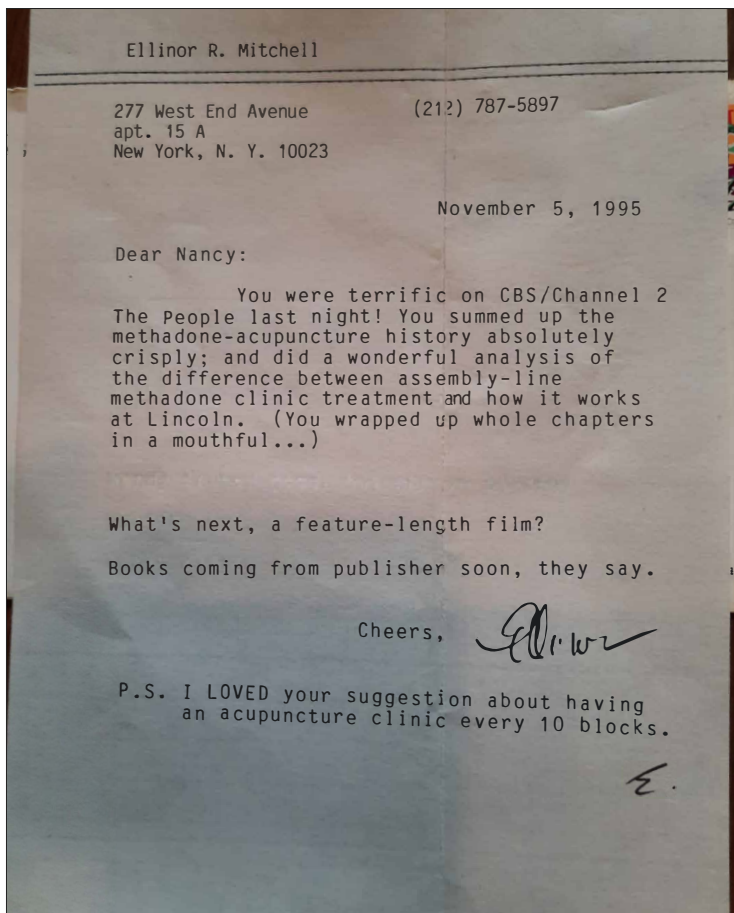 Ellinor R. Mitchell
277 West End Avenue
(212) 787-5897
apt. 15 A
New York, N. Y. 10023
November 5, 1995
Dear Nancy:
You were terrific on CBS/Channel 2
The People last night! You summed up the
methadone-acupuncture history absolutely
crisply; and did a wonderful analysis of
the difference between assembly-line
methadone clinic treatment and how it works
at Lincoln. (You wrapped up whole chapters
in a mouthful...)
What's next, a feature-length film?
Books coming from publisher soon, they say.
Cheers, Ellinor
P.S. I LOVED your suggestion about having
an acupuncture clinic every 10 blocks.
E.